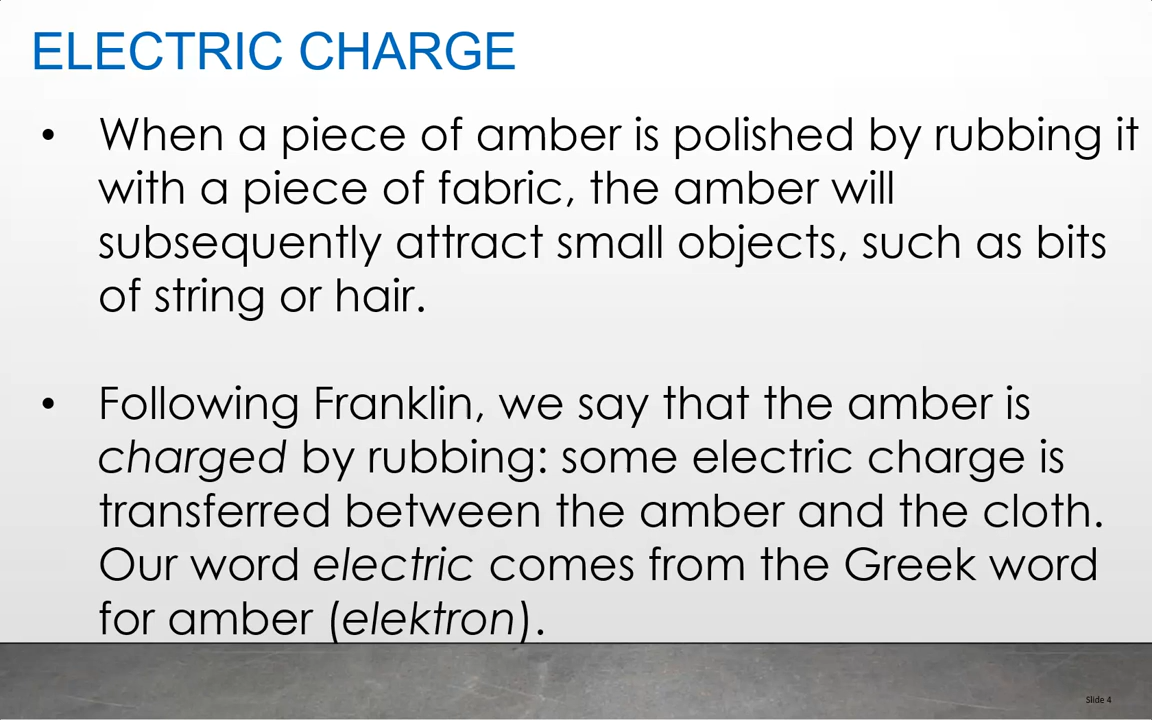 ELECTRIC CHARGE
• When a piece of amber is polished by rubbing it
with a piece of fabric, the amber will
subsequently attract small objects, such as bits
of string or hair.
• Following Franklin, we say that the amber is
charged by rubbing: some electric charge is
transferred between the amber and the cloth.
Our word electric comes from the Greek word
for amber (elektron).
Slide 4